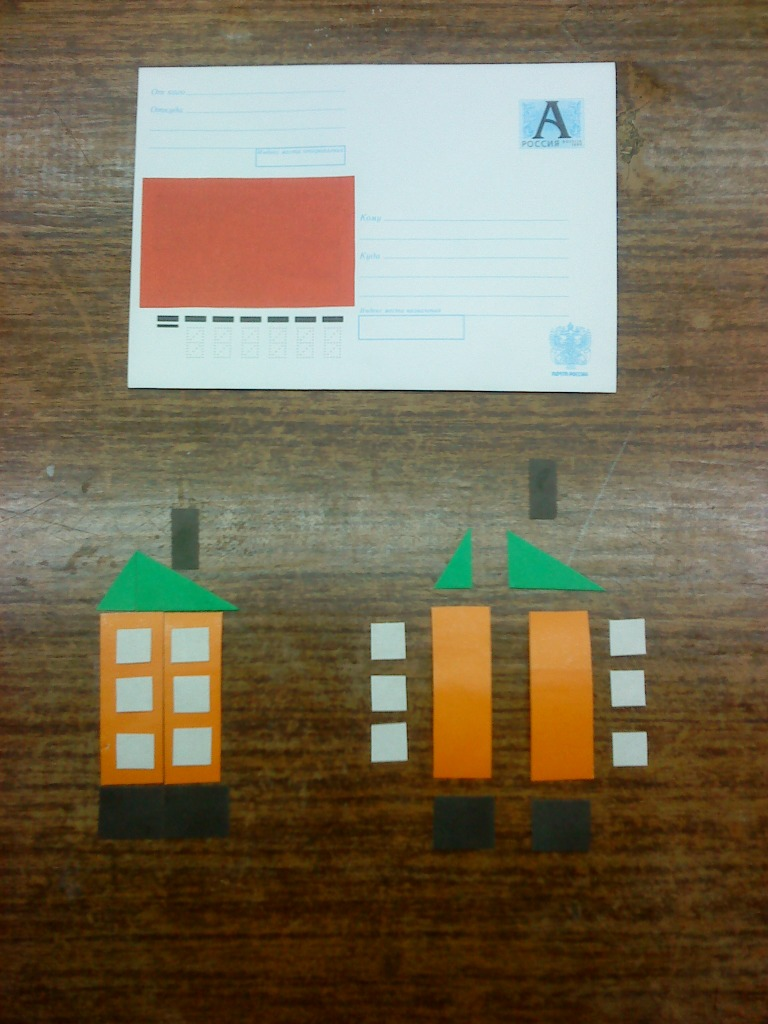 От кого
Откуда
Индекс места отправления
А
РОССИЯ
Кому
Куда
Индекс места назначения
ПОЧТА РОССИИ